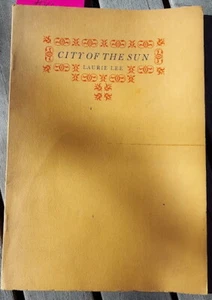 CITY OF THE SUN
LAURIE LEE